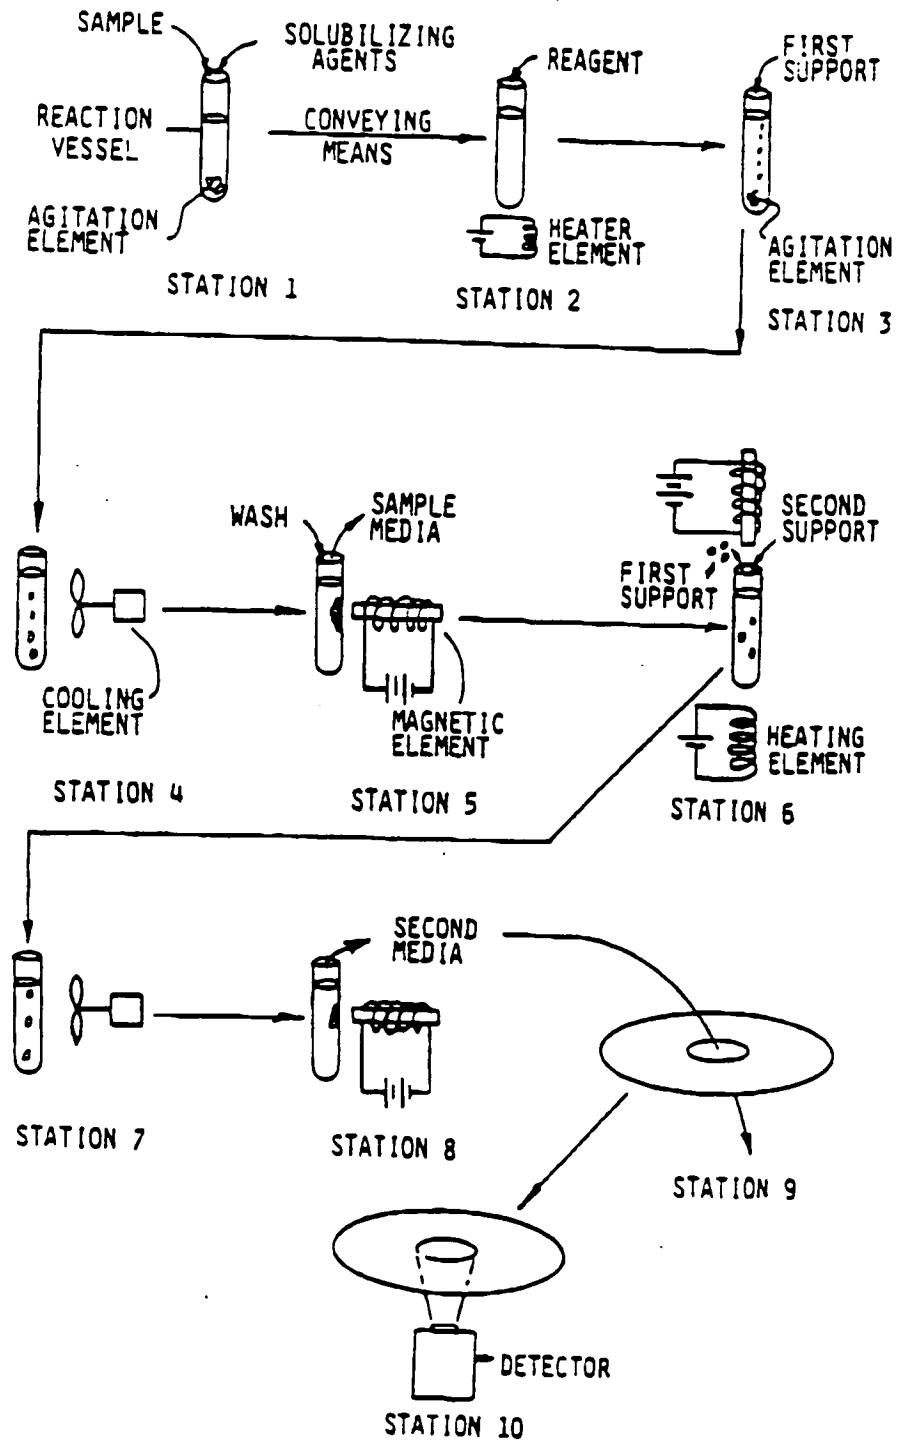 SAMPLE
SOLUBILIZING
AGENTS
REACTION
VESSEL
AGITATION
ELEMENT
STATION 1
CONVEYING
MEANS
REAGENT
HEATER
ELEMENT
STATION 2
FIRST
SUPPORT
AGITATION
ELEMENT
STATION 3
COOLING
ELEMENT
STATION 4
WASH
SAMPLE
MEDIA
MAGNETIC
ELEMENT
STATION 5
SECOND
SUPPORT
FIRST
SUPPORT
HEATING
ELEMENT
STATION 6
STATION 7
SECOND
MEDIA
STATION 8
STATION 9
DETECTOR
STATION 10